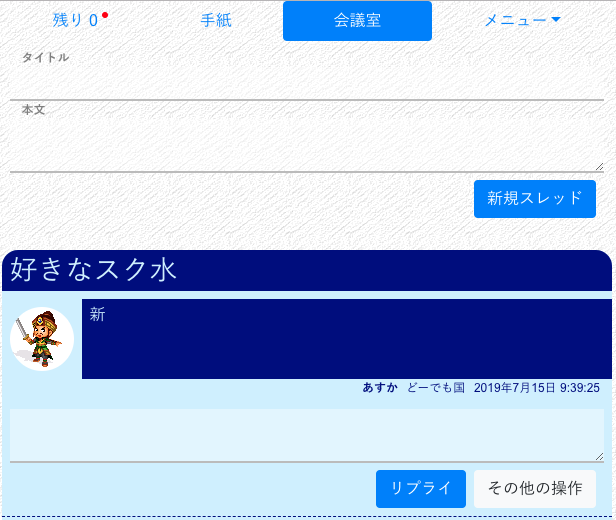 残り 0 手紙 会議室 メニュー
タイトル
本文
新規スレッド
好きなスク水
新
あすか どーでも国 2019年7月15日 9:39:25
リプライ その他の操作